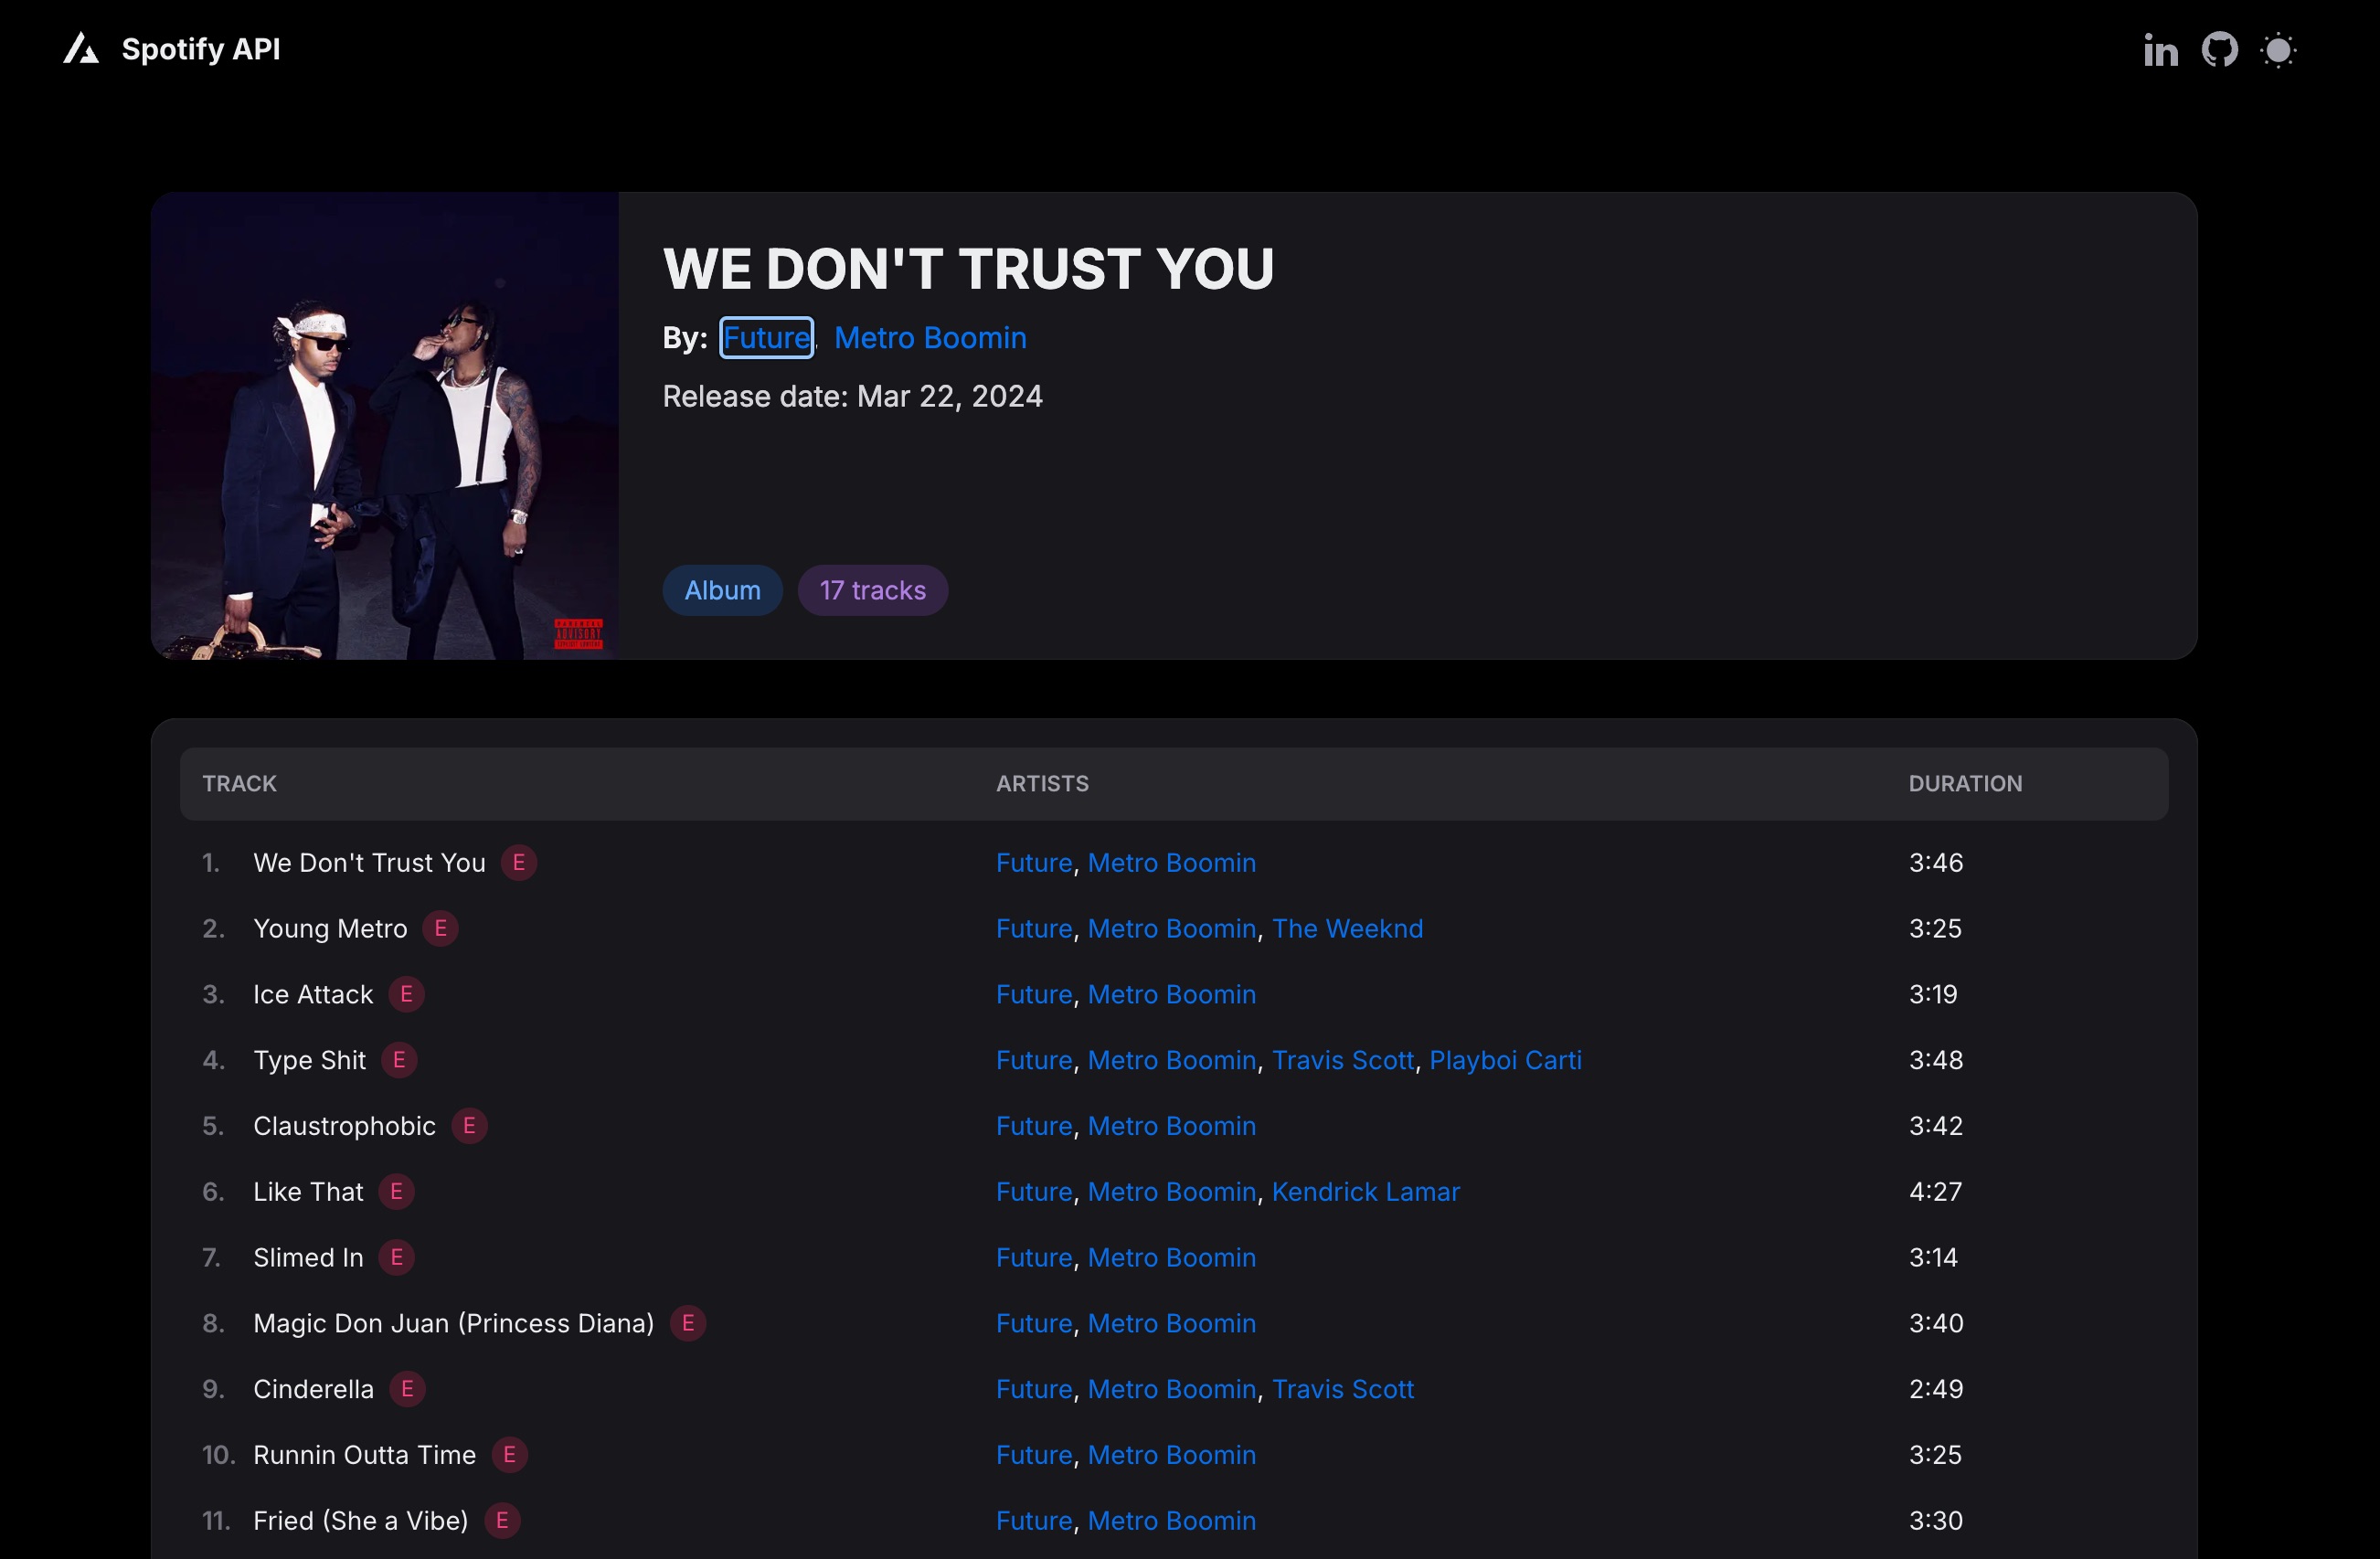 Spotify API
in
WE DON'T TRUST YOU
By: Future, Metro Boomin
Release date: Mar 22, 2024
Album 17 tracks
PARENTAL
ADVISORY
EXPLICIT CONTENT
TRACK ARTISTS DURATION
1. We Don't Trust You E Future, Metro Boomin 3:46
2. Young Metro E Future, Metro Boomin, The Weeknd 3:25
3. Ice Attack E Future, Metro Boomin 3:19
4. Type Shit E Future, Metro Boomin, Travis Scott, Playboi Carti 3:48
5. Claustrophobic E Future, Metro Boomin 3:42
6. Like That E Future, Metro Boomin, Kendrick Lamar 4:27
7. Slimed In E Future, Metro Boomin 3:14
8. Magic Don Juan (Princess Diana) E Future, Metro Boomin 3:40
9. Cinderella E Future, Metro Boomin, Travis Scott 2:49
10. Runnin Outta Time E Future, Metro Boomin 3:25
11. Fried (She a Vibe) E Future, Metro Boomin 3:30